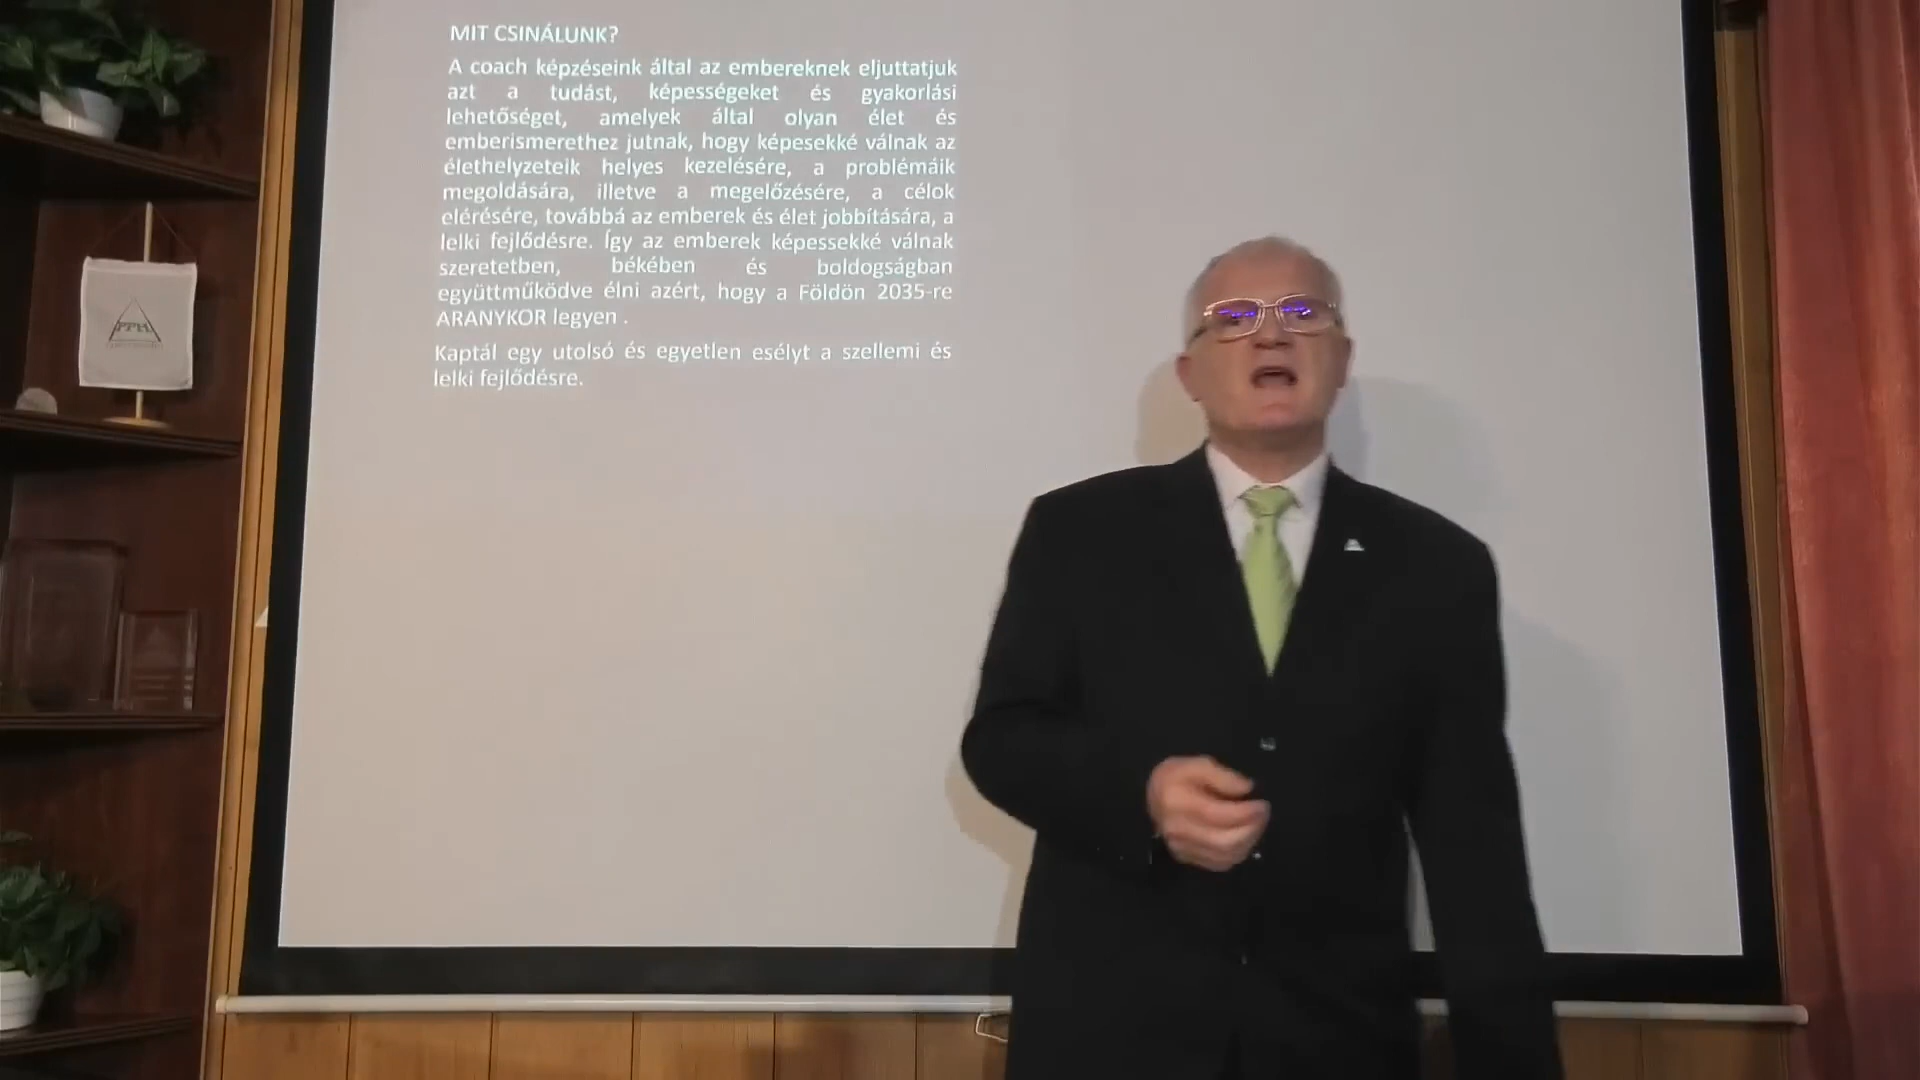 MIT CSINÁLUNK?
A coach képzéseink által az embereknek eljuttatjuk
azt a tudást, képességeket és gyakorlási
lehetőséget, amelyek által olyan élet és
emberismerethez jutnak, hogy képesekké válnak az
élethelyzeteik helyes kezelésére, a problémáik
megoldására, illetve a megelőzésére, a célok
elérésére, továbbá az emberek és élet jobbítására, a
lelki fejlődésre. Így az emberek képessekké válnak
szeretetben, békében és boldogságban
együttműködve élni azért, hogy a Földön 2035-re
ARANYKOR legyen .
Kaptál egy utolsó és egyetlen esélyt a szellemi és
lelki fejlődésre.